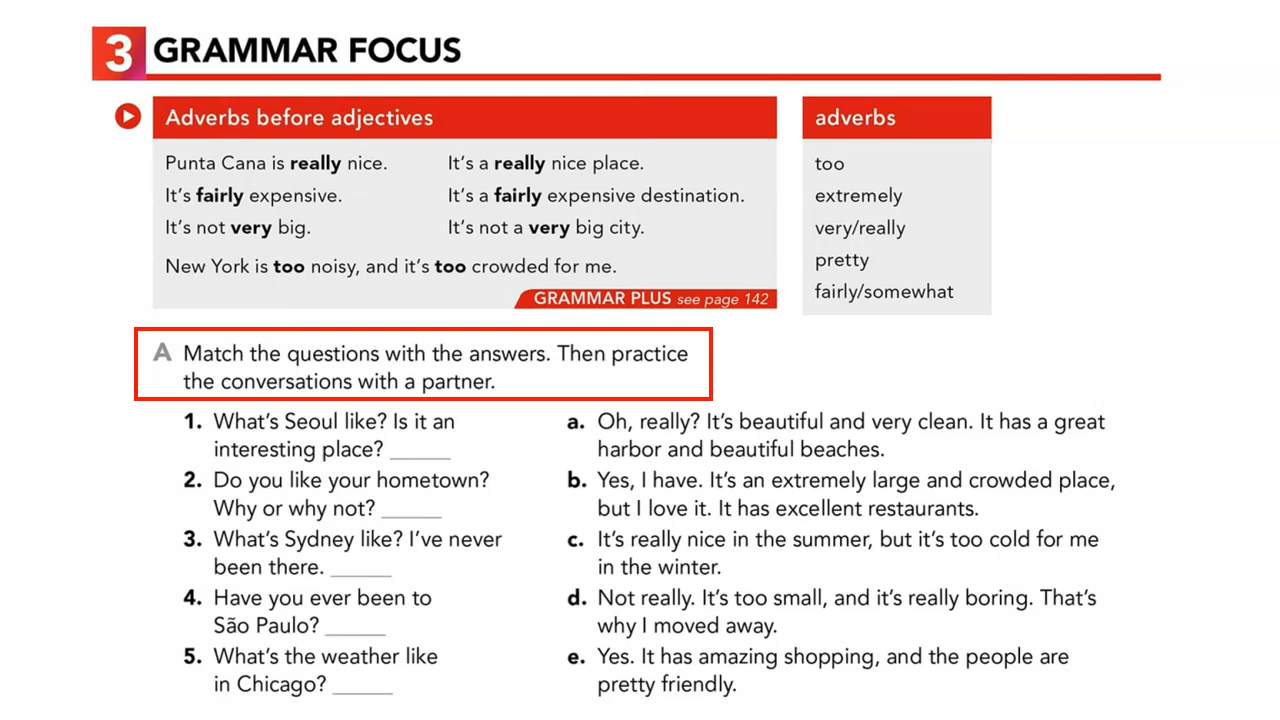 3 GRAMMAR FOCUS
Adverbs before adjectives
Punta Cana is really nice. It's a really nice place.
It's fairly expensive. It's a fairly expensive destination.
It's not very big. It's not a very big city.
New York is too noisy, and it's too crowded for me.
GRAMMAR PLUS see page 142
adverbs
too
extremely
very/really
pretty
fairly/somewhat
A Match the questions with the answers. Then practice
the conversations with a partner.
1. What's Seoul like? Is it an
interesting place? ______
2. Do you like your hometown?
Why or why not? ______
3. What's Sydney like? I've never
been there. ______
4. Have you ever been to
São Paulo? ______
5. What's the weather like
in Chicago? ______
a. Oh, really? It's beautiful and very clean. It has a great
harbor and beautiful beaches.
b. Yes, I have. It's an extremely large and crowded place,
but I love it. It has excellent restaurants.
c. It's really nice in the summer, but it's too cold for me
in the winter.
d. Not really. It's too small, and it's really boring. That's
why I moved away.
e. Yes. It has amazing shopping, and the people are
pretty friendly.